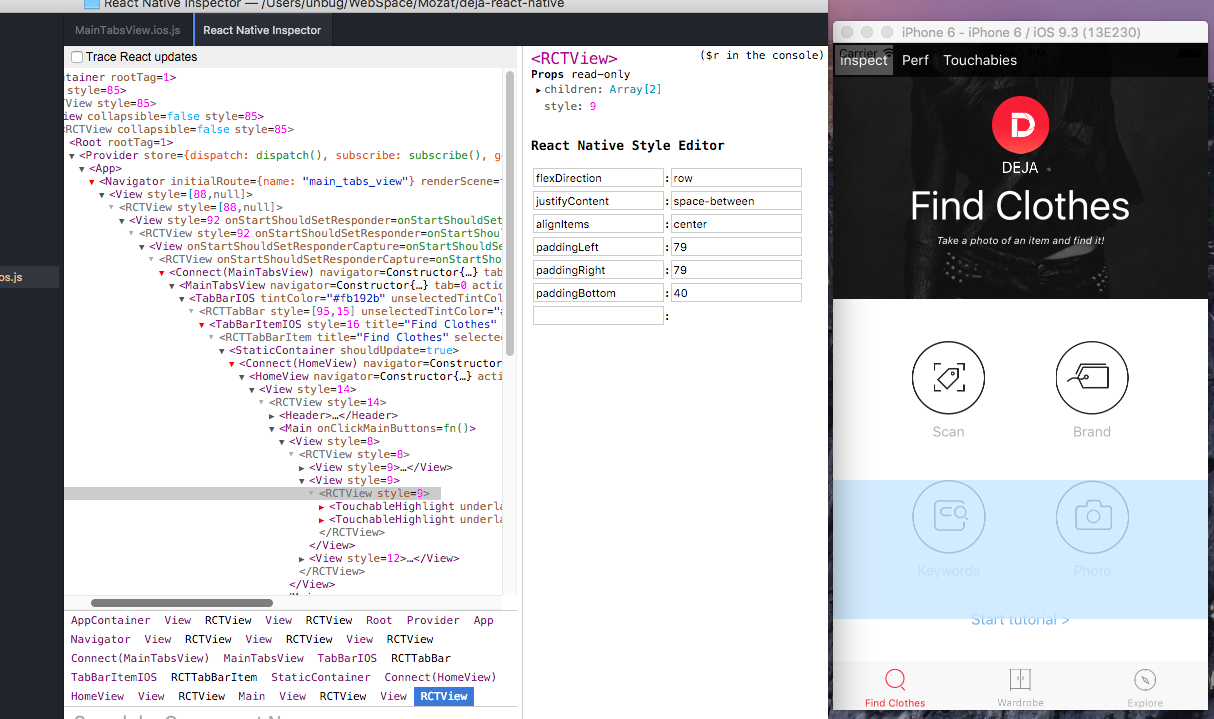 React Native Inspector — /Users/unbug/WebSpace/Mozat/deja-react-native
MainTabsView.ios.js
React Native Inspector
ios.js
Trace React updates
tainer rootTag=1>
style=85>
View style=85>
iew collapsible=false style=85>
RCTView collapsible=false style=85>
<Root rootTag=1>
<Provider store={dispatch: dispatch(), subscribe: subscribe(), g
<App>
<Navigator initialRoute={name: "main_tabs_view"} renderScene=
<View style=[88,null]>
<RCTView style=[88,null]>
<View style=92 onStartShouldSetResponder=onStartShouldSet
<RCTView style=92 onStartShouldSetResponder=onStartShould
<View onStartShouldSetResponderCapture=onStartShouldSetRe
<RCTView onStartShouldSetResponderCapture=onStartShou
<Connect(MainTabsView) navigator=Constructor{…} tab
<MainTabsView navigator=Constructor{…} tab=0 actio
<TabBarIOS tintColor="#fb192b" unselectedTintCol
<RCTTabBar style=[95,15] unselectedTintColor="
<TabBarItemIOS style=16 title="Find Clothes"
<RCTTabBarItem title="Find Clothes" selecte
<StaticContainer shouldUpdate=true>
<Connect(HomeView) navigator=Constructor
<HomeView navigator=Constructor{…} acti
<View style=14>
<RCTView style=14>
<Header>…</Header>
<Main onClickMainButtons=fn()>
<View style=8>
<RCTView style=8>
<View style=9>…</View>
<View style=9>
<RCTView style=9>
<TouchableHighlight underla
<TouchableHighlight underla
</RCTView>
</View>
<View style=12>…</View>
</RCTView>
</View>
AppContainer View RCTView View RCTView Root Provider App
Navigator View RCTView View RCTView View RCTView
Connect(MainTabsView) MainTabsView TabBarIOS RCTTabBar
TabBarItemIOS RCTTabBarItem StaticContainer Connect(HomeView)
HomeView View RCTView Main View RCTView View RCTView
<RCTView>
($r in the console)
Props read-only
children: Array[2]
style: 9
React Native Style Editor
flexDirection : row
justifyContent : space-between
alignItems : center
paddingLeft : 79
paddingRight : 79
paddingBottom : 40
:
iPhone 6 - iPhone 6 / iOS 9.3 (13E230)
Carrier
Inspect Perf Touchables
D
DEJA
Find Clothes
Take a photo of an item and find it!
Scan
Brand
Keywords
Photo
Start tutorial >
Find Clothes
Wardrobe
Explore